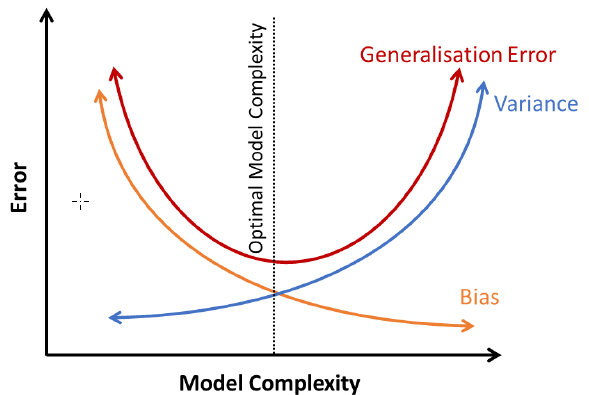 Generalisation Error
Variance
Optimal Model Complexity
Error
Bias
Model Complexity